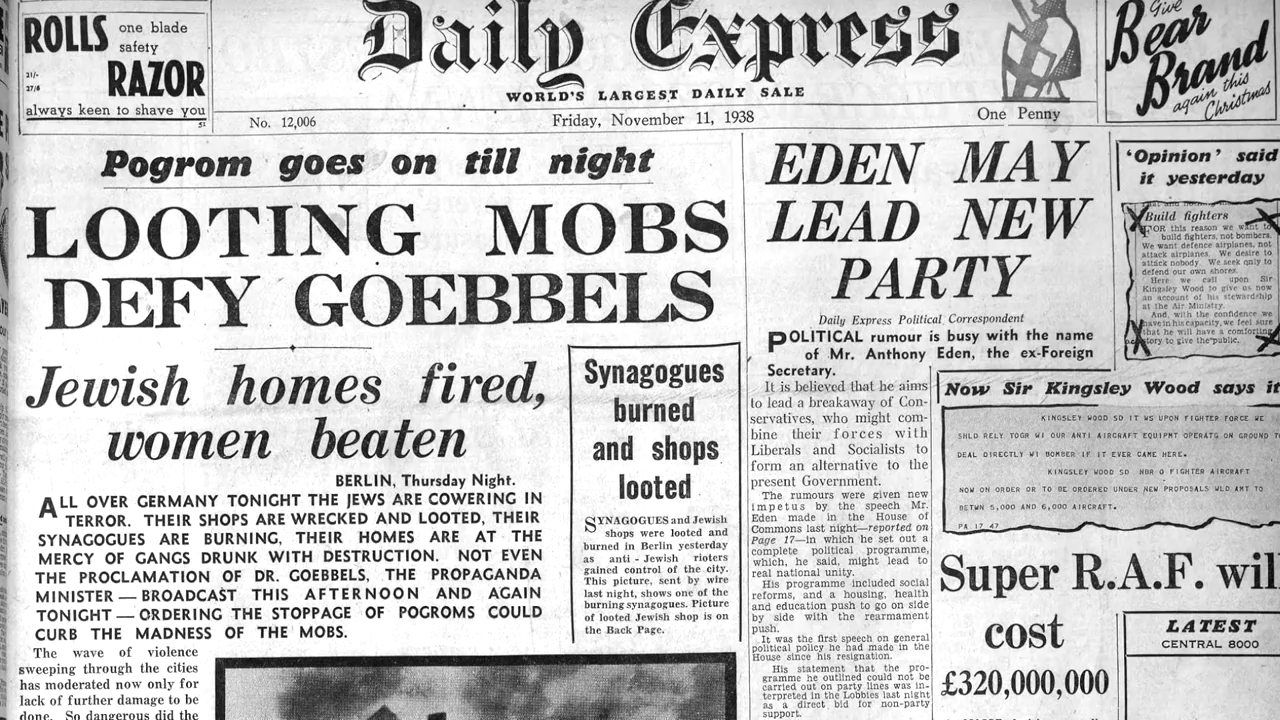 ROLLS one blade
safety
21/-
27/6
RAZOR
always keen to shave you
51
Daily Express
WORLD'S LARGEST DAILY SALE
No. 12,006
Friday, November 11, 1938
One Penny
Give
Bear
Brand
again this
Christmas
Pogrom goes on till night
LOOTING MOBS
DEFY GOEBBELS
Jewish homes fired,
women beaten
BERLIN, Thursday Night.
ALL OVER GERMANY TONIGHT THE JEWS ARE COWERING IN
TERROR. THEIR SHOPS ARE WRECKED AND LOOTED, THEIR
SYNAGOGUES ARE BURNING, THEIR HOMES ARE AT THE
MERCY OF GANGS DRUNK WITH DESTRUCTION. NOT EVEN
THE PROCLAMATION OF DR. GOEBBELS, THE PROPAGANDA
MINISTER — BROADCAST THIS AFTERNOON AND AGAIN
TONIGHT — ORDERING THE STOPPAGE OF POGROMS COULD
CURB THE MADNESS OF THE MOBS.
The wave of violence
sweeping through the cities
has moderated now only for
lack of further damage to be
done. So dangerous did the
Synagogues
burned
and shops
looted
SYNAGOGUES and Jewish
shops were looted and
burned in Berlin yesterday
as anti-Jewish rioters
gained control of the city.
This picture, sent by wire
last night, shows one of the
burning synagogues. Picture
of looted Jewish shop is on
the Back Page.
EDEN MAY
LEAD NEW
PARTY
Daily Express Political Correspondent
POLITICAL rumour is busy with the name
of Mr. Anthony Eden, the ex-Foreign
Secretary.
It is believed that he aims
to lead a breakaway of Con-
servatives, who might com-
bine their forces with
Liberals and Socialists to
form an alternative to the
present Government.
The rumours were given new
impetus by the speech Mr.
Eden made in the House of
Commons last night—reported on
Page 17—in which he set out a
complete political programme,
which, he said, might lead to
real national unity.
His programme included social
reforms, and a housing, health
and education push to go on side
by side with the rearmament
push.
It was the first speech on general
political policy he had made in the
House since his resignation.
His statement that the pro-
gramme he outlined could not be
carried out on party lines was in-
terpreted in the Lobbies last night
as a direct bid for non-party
support.
'Opinion' said
it yesterday
Build fighters
FOR this reason we want to
build fighters, not bombers.
We want defence airplanes, not
attack airplanes. We desire to
attack nobody. We seek only to
defend our own shores.
Here we call upon Sir
Kingsley Wood to give us now
an account of his stewardship
at the Air Ministry.
And, with the confidence we
have in his capacity, we feel sure
that he will have a comforting
story to give the public.
Now Sir Kingsley Wood says it
KINGSLEY WOOD SD IT WS UPON FIGHTER FORCE WE
SHLD RELY TOGR WI OUR ANTI AIRCRAFT EQUIPMT OPERATG ON GROUND
DEAL DIRECTLY WI BOMBER IF IT EVER CAME HERE.
KINGSLEY WOOD SD NBR O FIGHTER AIRCRAFT
NOW ON ORDER OR TO BE ORDERED UNDER NEW PROPOSALS WLD AMT TO
BETWN 5,000 AND 6,000 AIRCRAFT.
PA 17 47
Super R.A.F. wil
cost
£320,000,000
LATEST
CENTRAL 8000